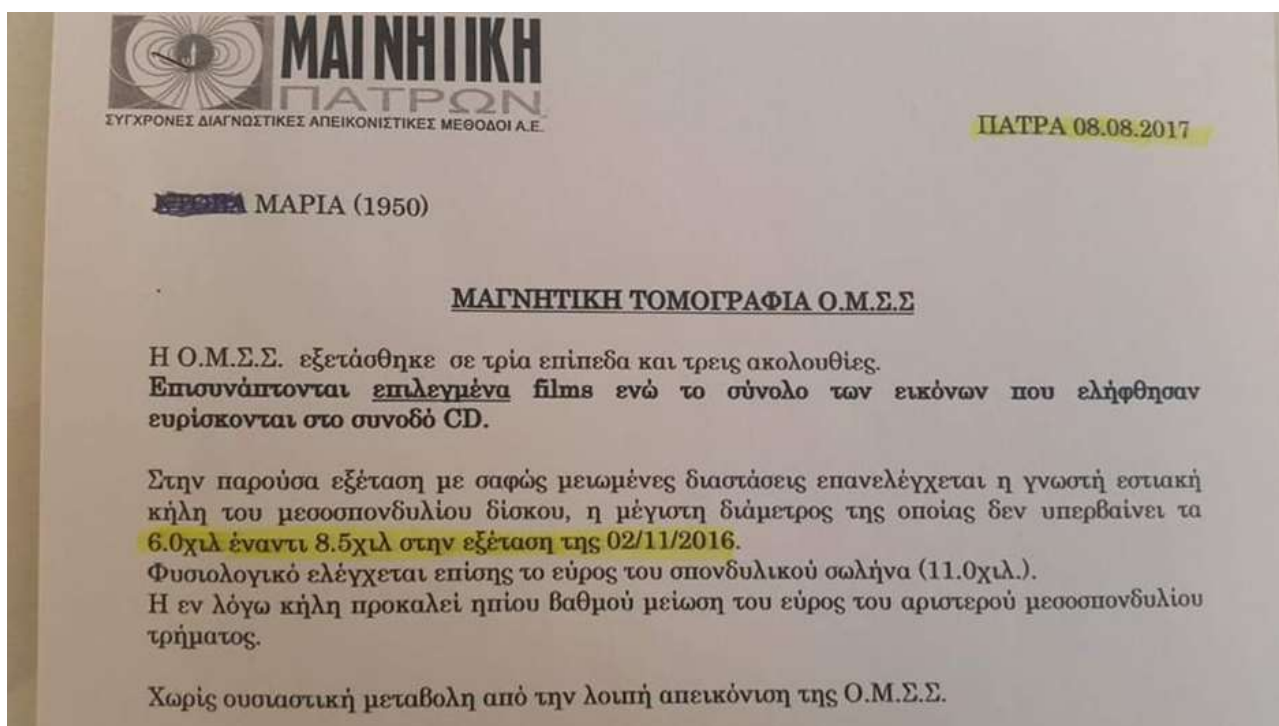 ΜΑΓΝΗΤΙΚΗ
ΠΑΤΡΩΝ
ΣΥΓΧΡΟΝΕΣ ΔΙΑΓΝΩΣΤΙΚΕΣ ΑΠΕΙΚΟΝΙΣΤΙΚΕΣ ΜΕΘΟΔΟΙ Α.Ε.
ΠΑΤΡΑ 08.08.2017
ΜΑΡΙΑ (1950)
ΜΑΓΝΗΤΙΚΗ ΤΟΜΟΓΡΑΦΙΑ Ο.Μ.Σ.Σ
Η Ο.Μ.Σ.Σ. εξετάσθηκε σε τρία επίπεδα και τρεις ακολουθίες.
Επισυνάπτονται επιλεγμένα films ενώ το σύνολο των εικόνων που ελήφθησαν
ευρίσκονται στο συνοδό CD.
Στην παρούσα εξέταση με σαφώς μειωμένες διαστάσεις επανελέγχεται η γνωστή εστιακή
κήλη του μεσοσπονδυλίου δίσκου, η μέγιστη διάμετρος της οποίας δεν υπερβαίνει τα
6.0χιλ έναντι 8.5χιλ στην εξέταση της 02/11/2016.
Φυσιολογικό ελέγχεται επίσης το εύρος του σπονδυλικού σωλήνα (11.0χιλ.).
Η εν λόγω κήλη προκαλεί ηπίου βαθμού μείωση του εύρος του αριστερού μεσοσπονδυλίου
τρήματος.
Χωρίς ουσιαστική μεταβολη από την λοιπή απεικόνιση της Ο.Μ.Σ.Σ.